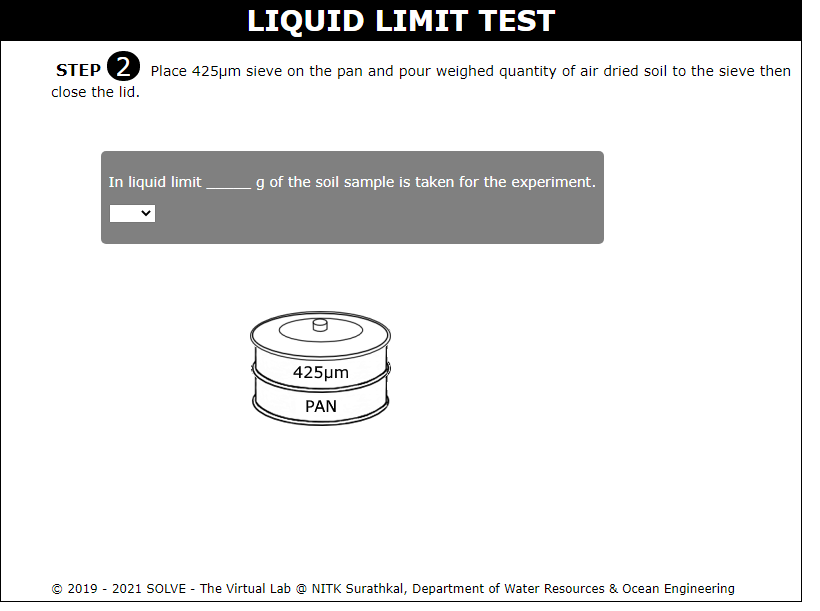 LIQUID LIMIT TEST
STEP 2 Place 425µm sieve on the pan and pour weighed quantity of air dried soil to the sieve then
close the lid.
In liquid limit ______ g of the soil sample is taken for the experiment.
425µm
PAN
© 2019 - 2021 SOLVE - The Virtual Lab @ NITK Surathkal, Department of Water Resources & Ocean Engineering